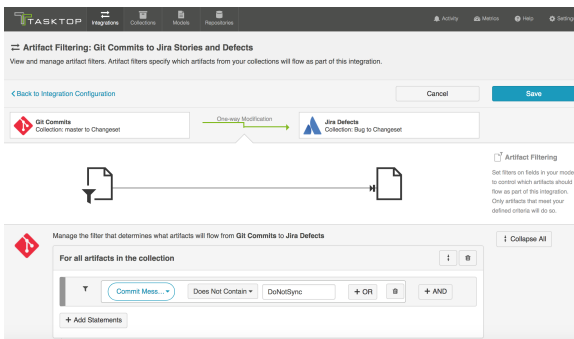 TASKTOP
Integrations
Collections
Models
Repositories
Activity
Metrics
Help
Settings
Artifact Filtering: Git Commits to Jira Stories and Defects
View and manage artifact filters. Artifact filters specify which artifacts from your collections will flow as part of this integration.
Back to Integration Configuration
Cancel
Save
Git Commits
Collection: master to Changeset
One-way Modification
Jira Defects
Collection: Bug to Changeset
Artifact Filtering
Set filters on fields in your mode
to control which artifacts should
flow as part of this integration.
Only artifacts that meet your
defined criteria will do so.
Manage the filter that determines what artifacts will flow from Git Commits to Jira Defects
Collapse All
For all artifacts in the collection
Commit Mess...
Does Not Contain
DoNotSync
+ OR
+ AND
+ Add Statements